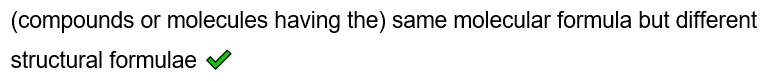 (compounds or molecules having the) same molecular formula but different
structural formulae ✔